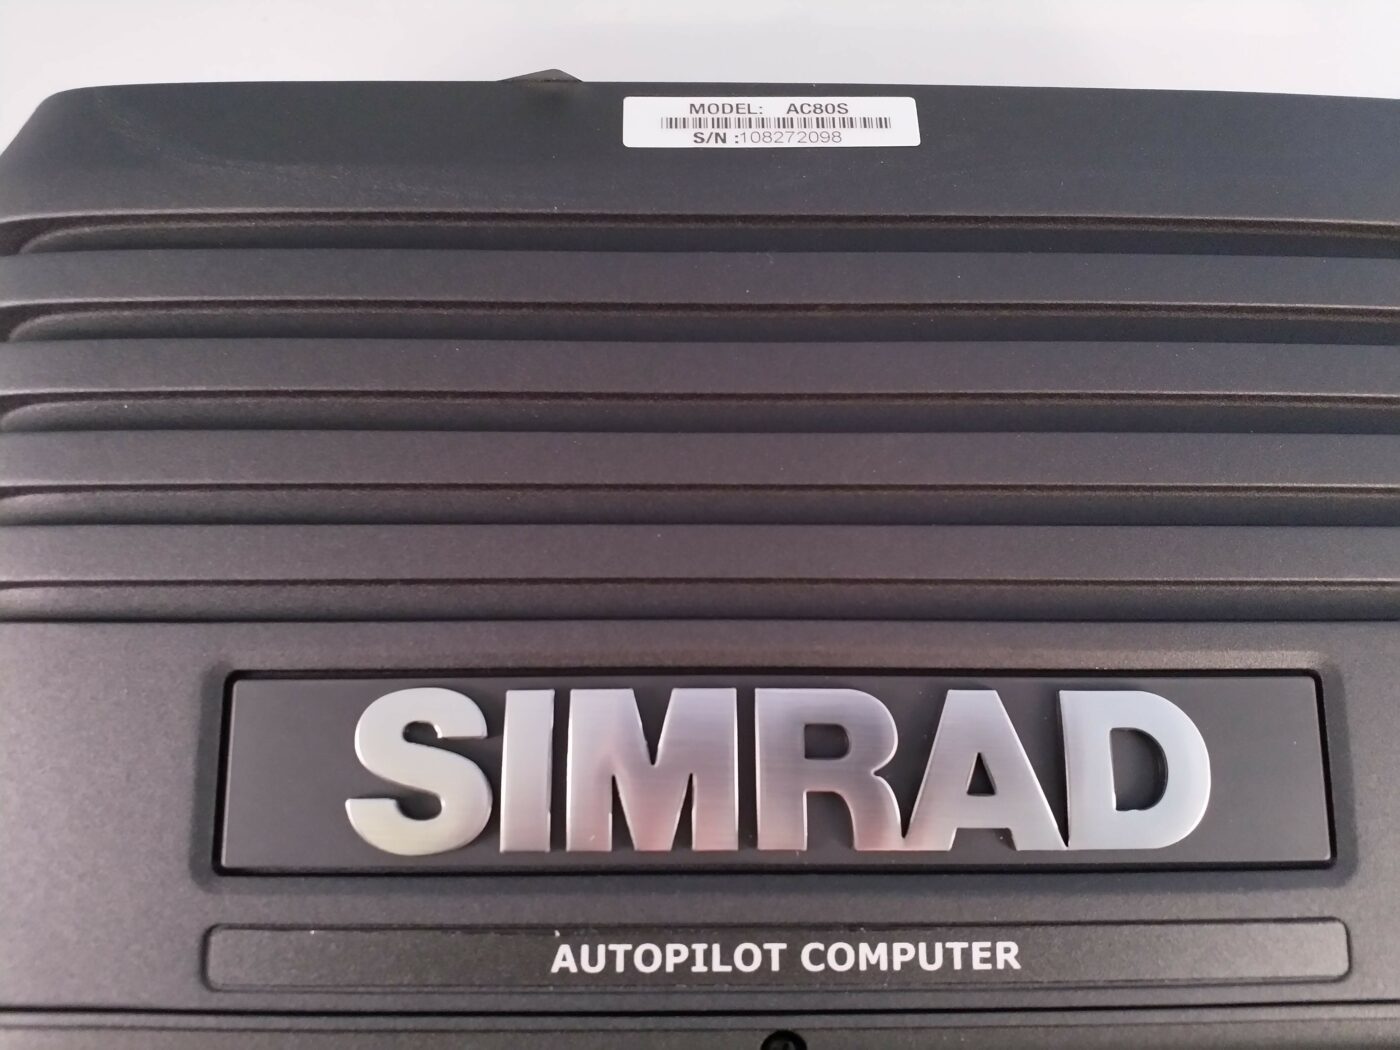 MODEL: AC80S
S/N :108272098
SIMRAD
AUTOPILOT COMPUTER